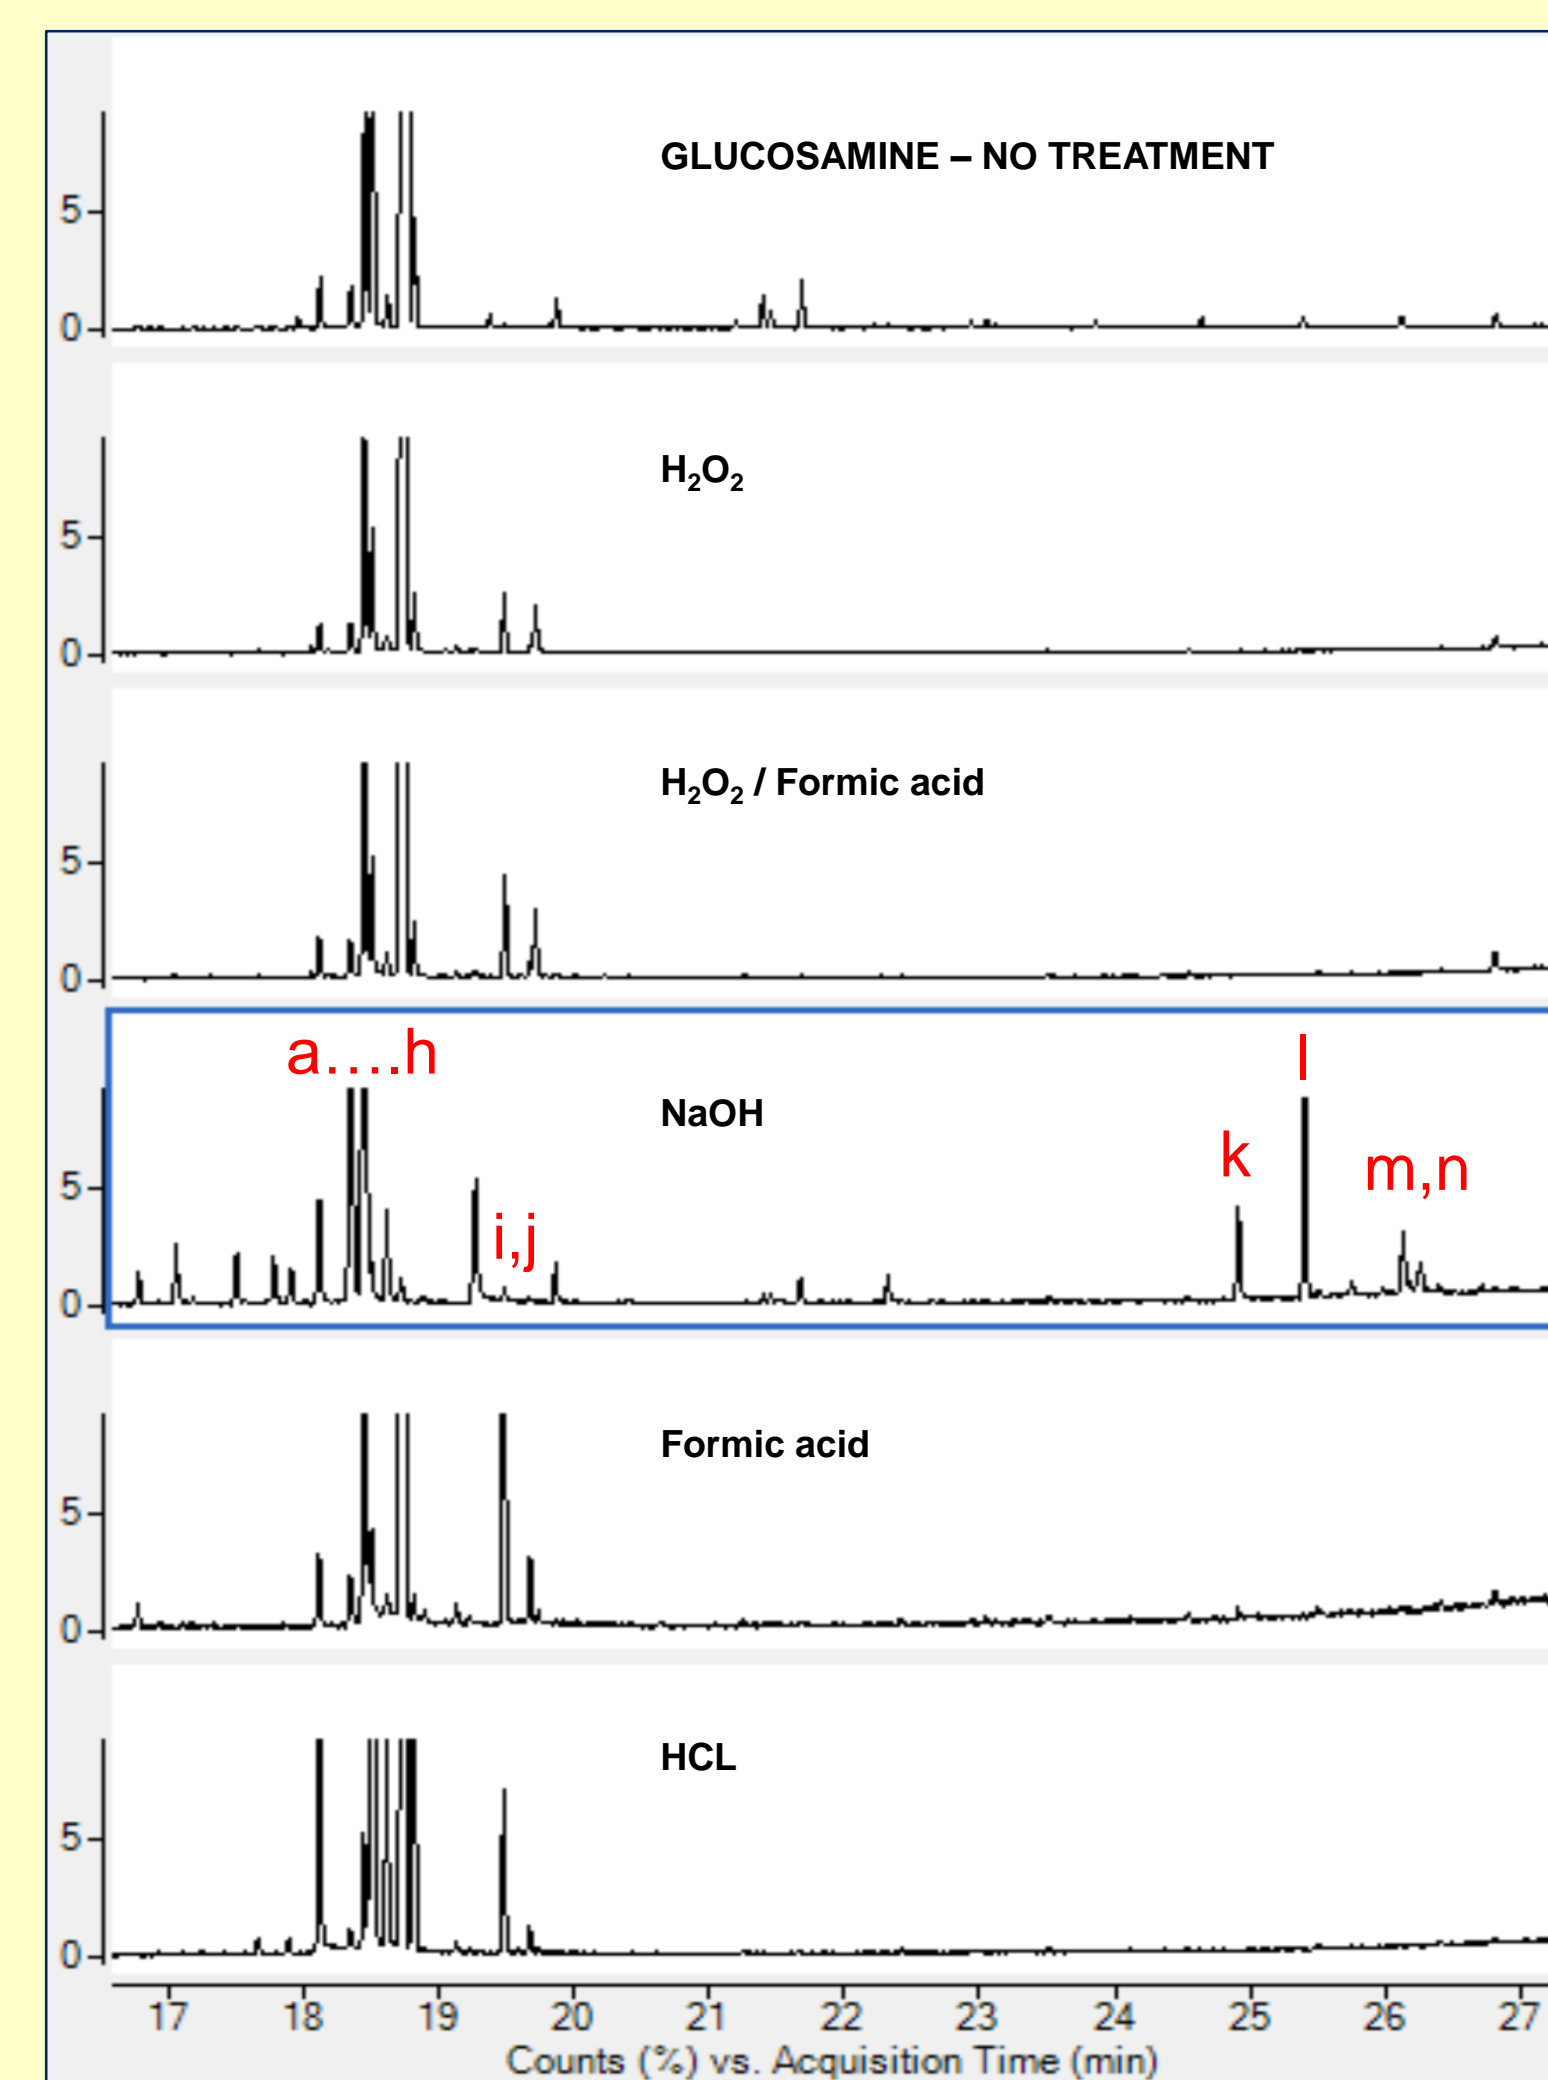 GLUCOSAMINE – NO TREATMENT
5
0
H₂O₂
5
0
H₂O₂ / Formic acid
5
0
a....h
l
NaOH
k
m,n
5
i,j
0
Formic acid
5
0
HCL
5
0
17 18 19 20 21 22 23 24 25 26 27
Counts (%) vs. Acquisition Time (min)